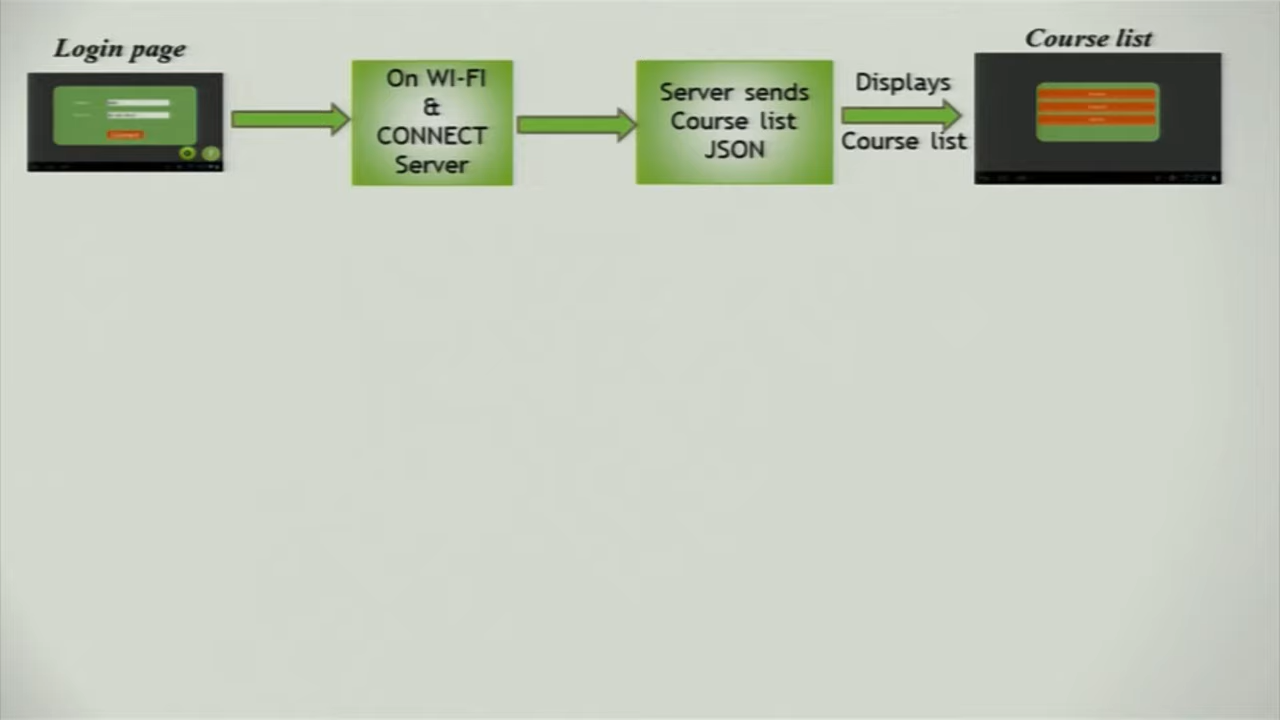 Login page
On WI-FI
&
CONNECT
Server
Server sends
Course list
JSON
Displays
Course list
Course list